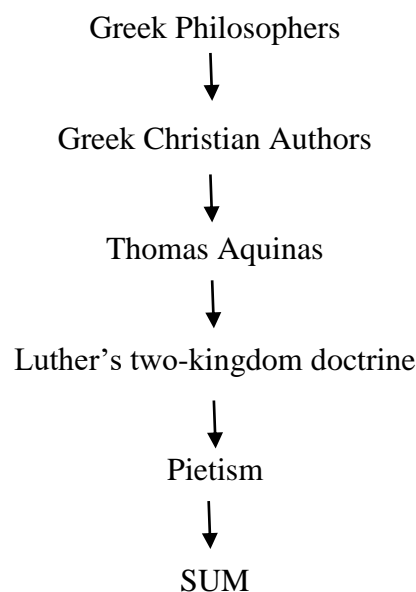 Greek Philosophers
Greek Christian Authors
Thomas Aquinas
Luther’s two-kingdom doctrine
Pietism
SUM